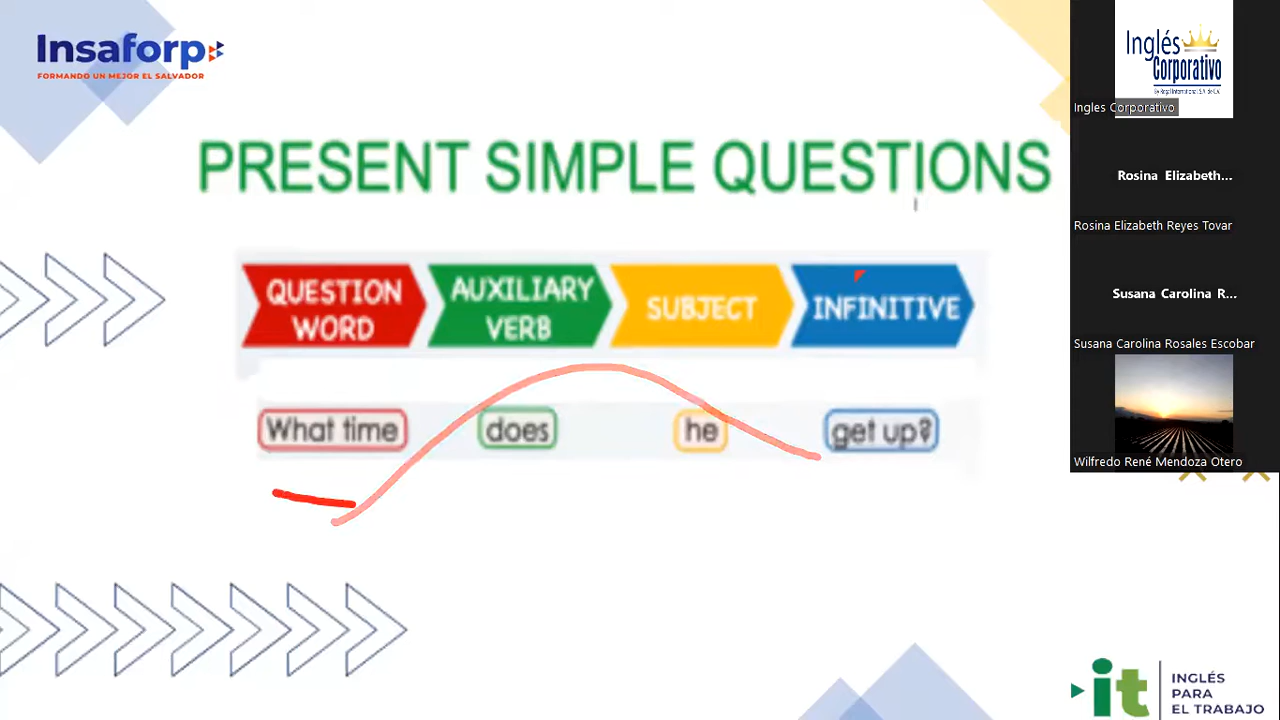 Insaforp
FORMANDO UN MEJOR EL SALVADOR
PRESENT SIMPLE QUESTIONS
QUESTION WORD
AUXILIARY VERB
SUBJECT
INFINITIVE
What time
does
he
get up?
Inglés
Corporativo
Ingles Corporativo
Rosina Elizabeth...
Rosina Elizabeth Reyes Tovar
Susana Carolina R...
Susana Carolina Rosales Escobar
Wilfredo René Mendoza Otero
it
INGLÉS
PARA
EL TRABAJO